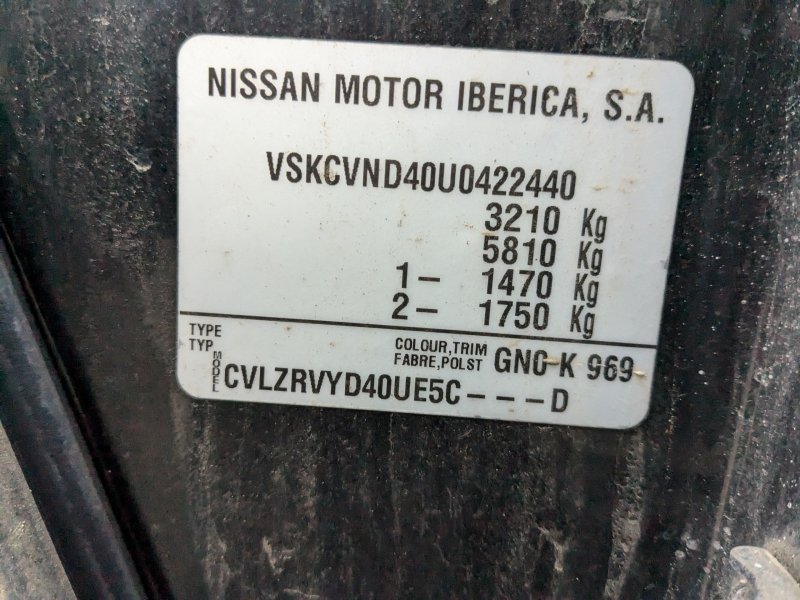 NISSAN MOTOR IBERICA, S.A.
VSKCVND40U0422440
3210 Kg
5810 Kg
1- 1470 Kg
2- 1750 Kg
TYPE
TYP
COLOUR,TRIM
FABRE,POLST
GN0-K 969-
MODEL
CVLZRVYD40UE5C---D